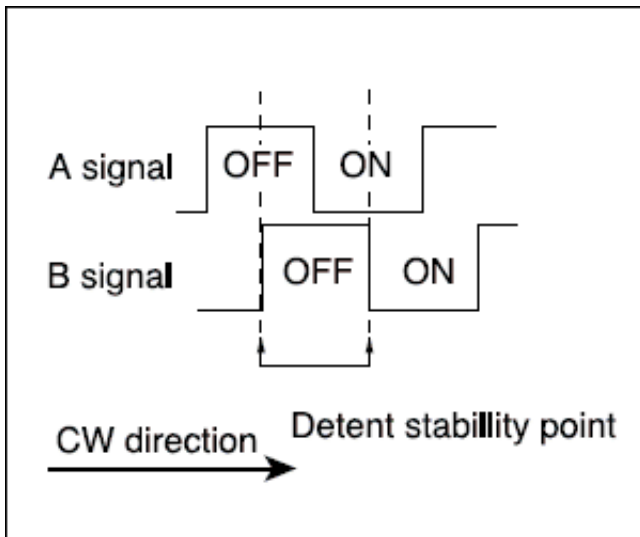 A signal OFF ON
B signal OFF ON
CW direction
Detent stabillity point